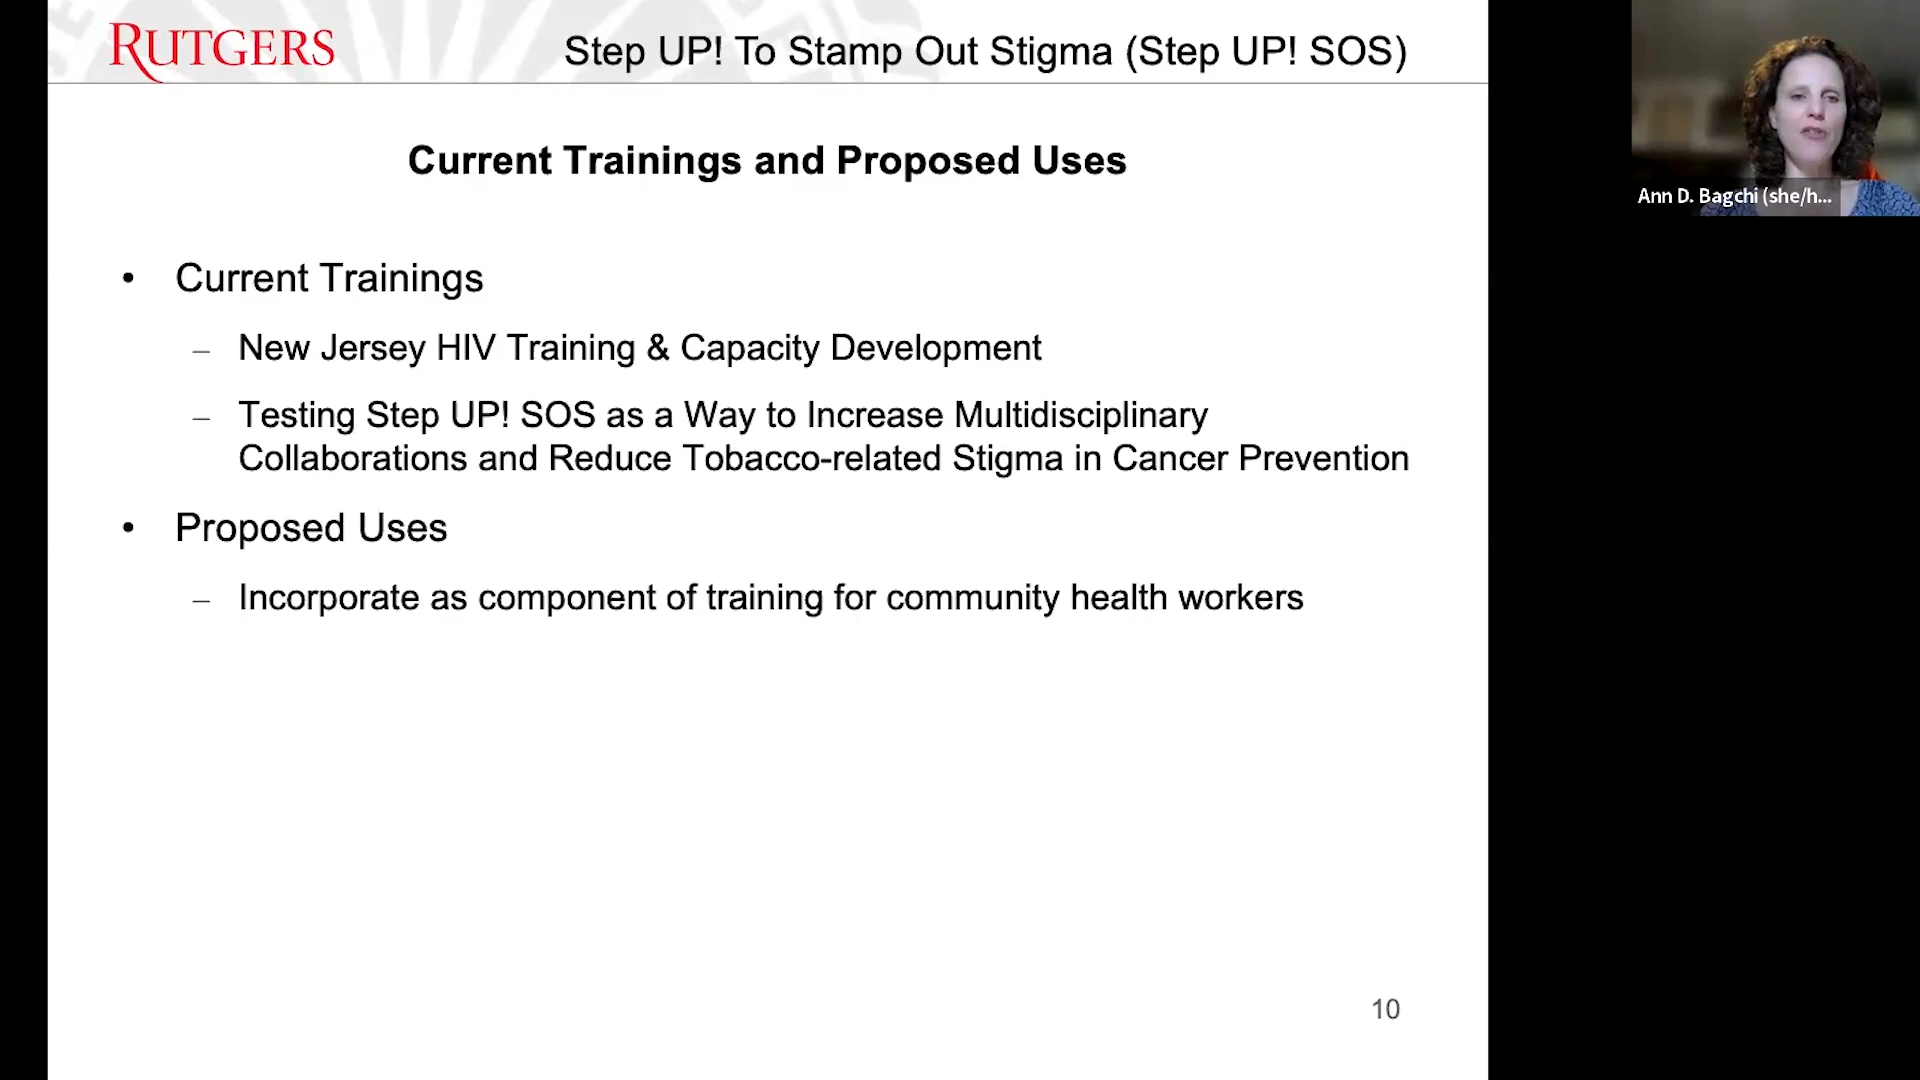 RUTGERS
Step UP! To Stamp Out Stigma (Step UP! SOS)
Current Trainings and Proposed Uses
• Current Trainings
– New Jersey HIV Training & Capacity Development
– Testing Step UP! SOS as a Way to Increase Multidisciplinary
Collaborations and Reduce Tobacco-related Stigma in Cancer Prevention
• Proposed Uses
– Incorporate as component of training for community health workers
10
Ann D. Bagchi (she/h...